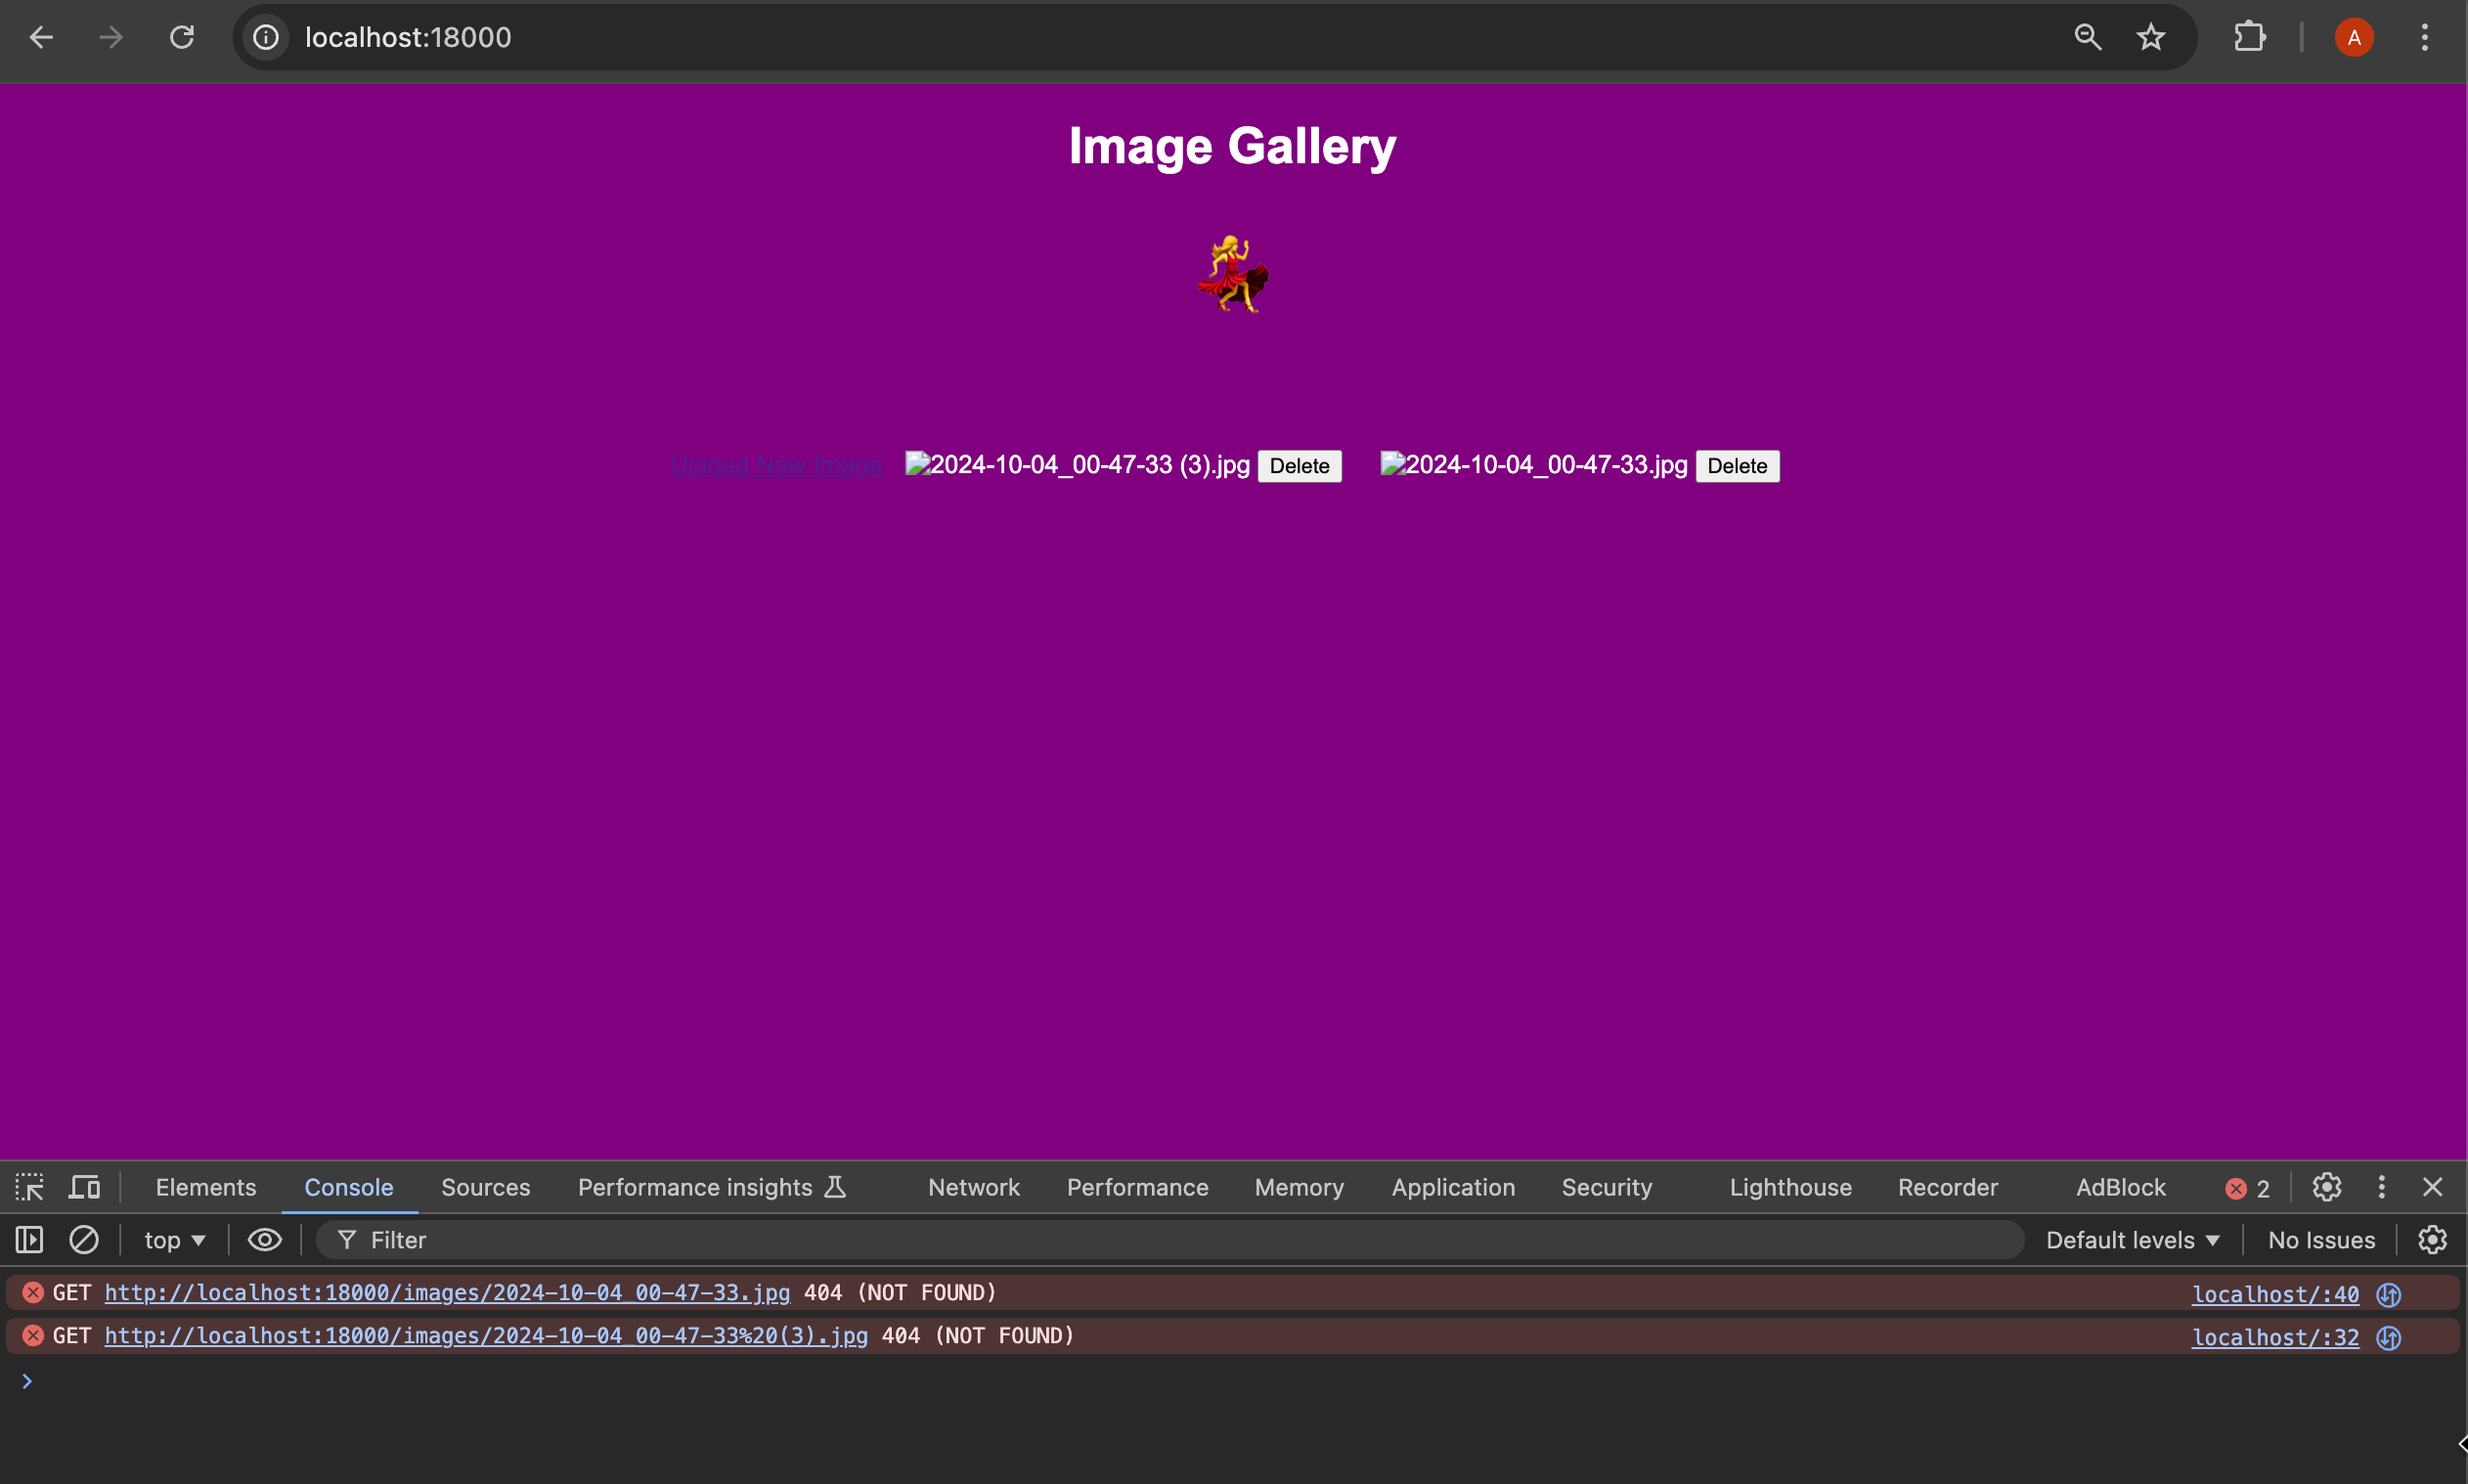 localhost:18000
A
Image Gallery
Upload New Image 2024-10-04_00-47-33 (3).jpg Delete 2024-10-04_00-47-33.jpg Delete
Elements Console Sources Performance insights Network Performance Memory Application Security Lighthouse Recorder AdBlock 2
top Filter Default levels No Issues
GET http://localhost:18000/images/2024-10-04_00-47-33.jpg 404 (NOT FOUND) localhost/:40
GET http://localhost:18000/images/2024-10-04_00-47-33%20(3).jpg 404 (NOT FOUND) localhost/:32